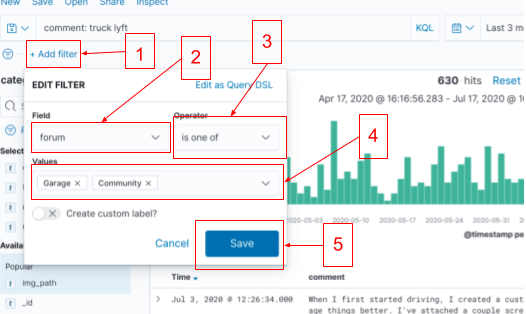 New Save Open Share Inspect
comment: truck lyft KQL Last 3 m
+ Add filter 1 2 3
630 hits Reset
EDIT FILTER Edit as Query DSL
Apr 17, 2020 @ 16:16:56.283 - Jul 17, 2020 @ 1
Field Operator
forum is one of
4
Values
Garage × Community ×
Create custom label?
2020-05-03 2020-05-10 2020-05-17 2020-05-24 2020-05-31
@timestamp pe
Cancel Save 5
Selec
Availa
Popular
Time comment
t img_path
t _id
> Jul 3, 2020 @ 12:26:34.000 When I first started driving, I created a cust
age things better. I've attached a couple scre